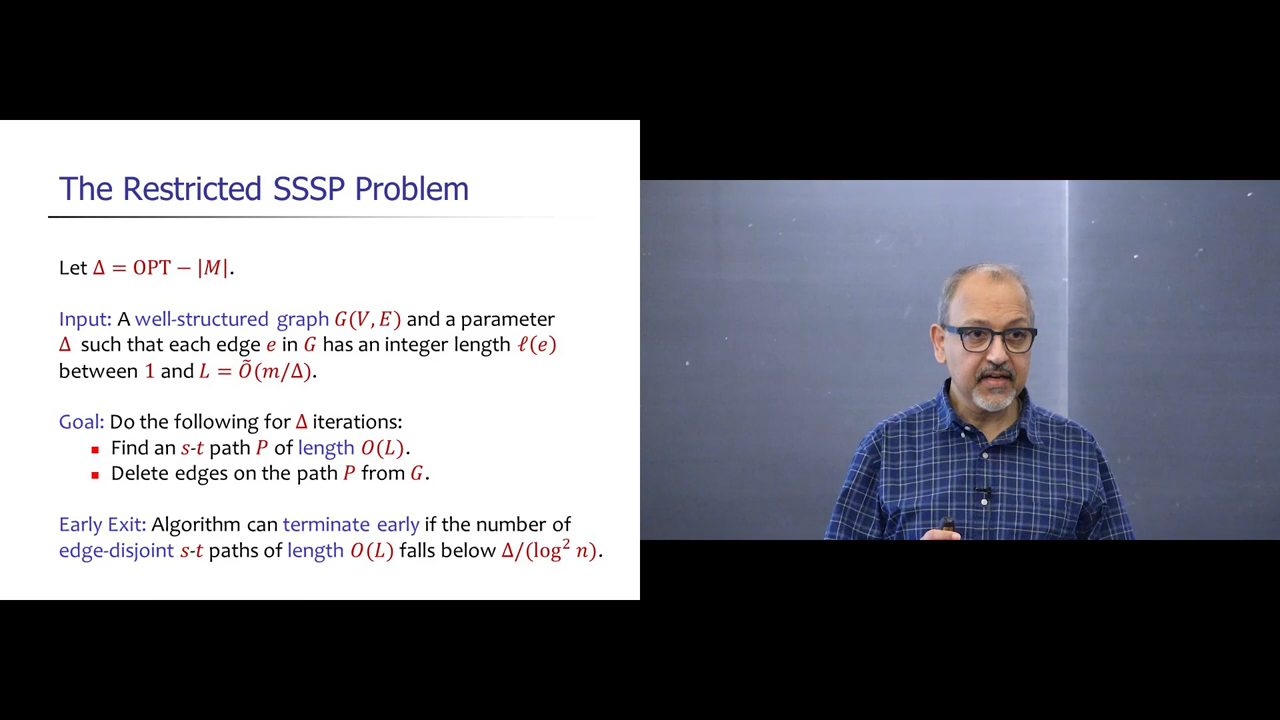 The Restricted SSSP Problem
Let Δ = OPT − |M|.
Input: A well-structured graph G(V, E) and a parameter
Δ such that each edge e in G has an integer length ℓ(e)
between 1 and L = Õ(m/Δ).
Goal: Do the following for Δ iterations:
▪ Find an s-t path P of length O(L).
▪ Delete edges on the path P from G.
Early Exit: Algorithm can terminate early if the number of
edge-disjoint s-t paths of length O(L) falls below Δ/(log² n).